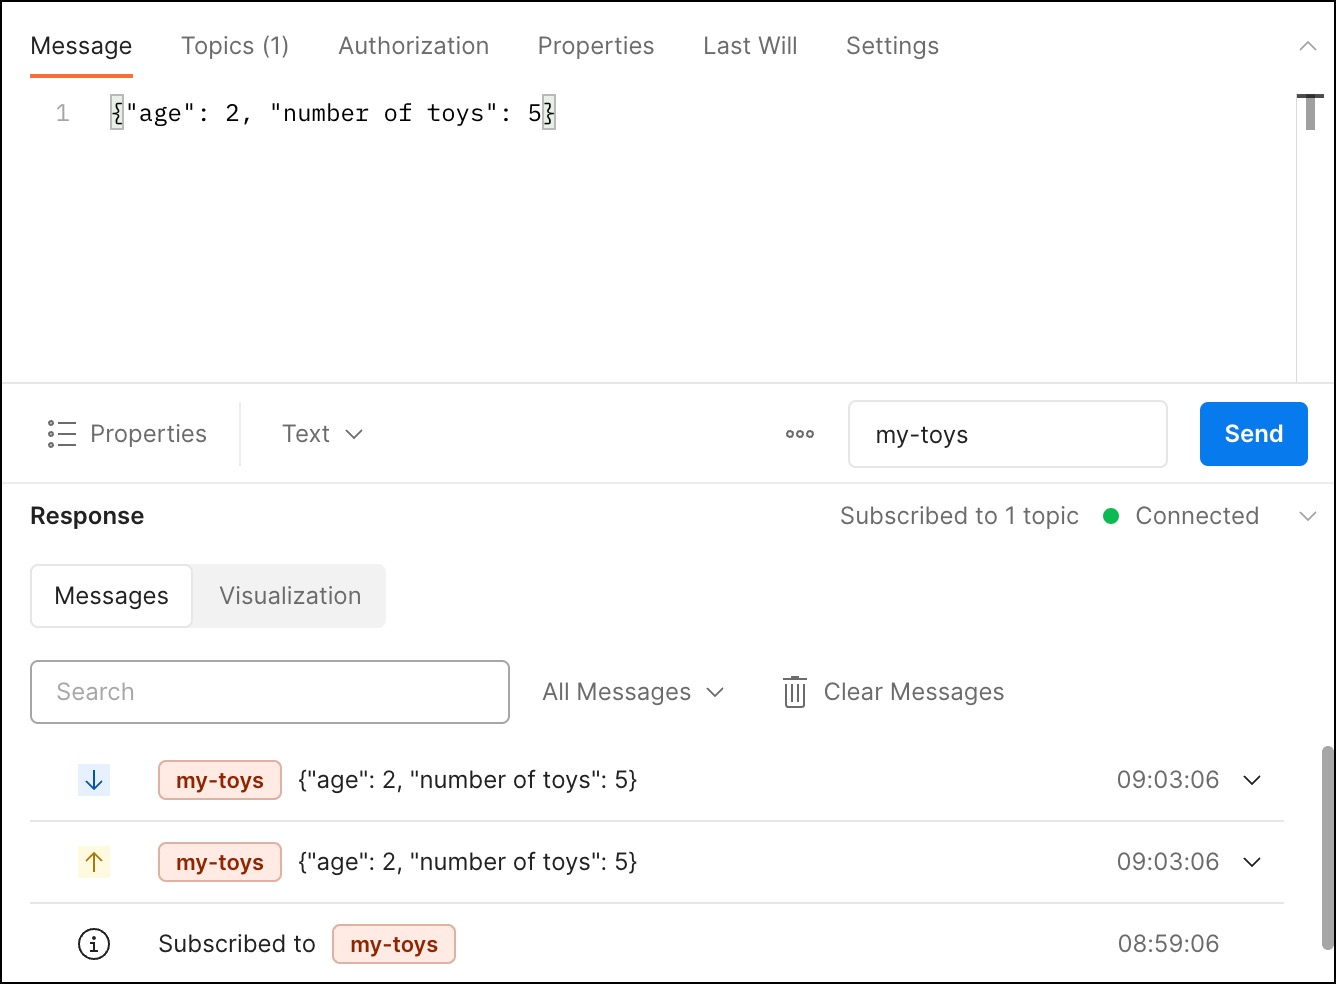 Message Topics (1) Authorization Properties Last Will Settings
1 {"age": 2, "number of toys": 5}
Properties Text my-toys Send
Response Subscribed to 1 topic Connected
Messages Visualization
Search All Messages Clear Messages
my-toys {"age": 2, "number of toys": 5} 09:03:06
my-toys {"age": 2, "number of toys": 5} 09:03:06
Subscribed to my-toys 08:59:06